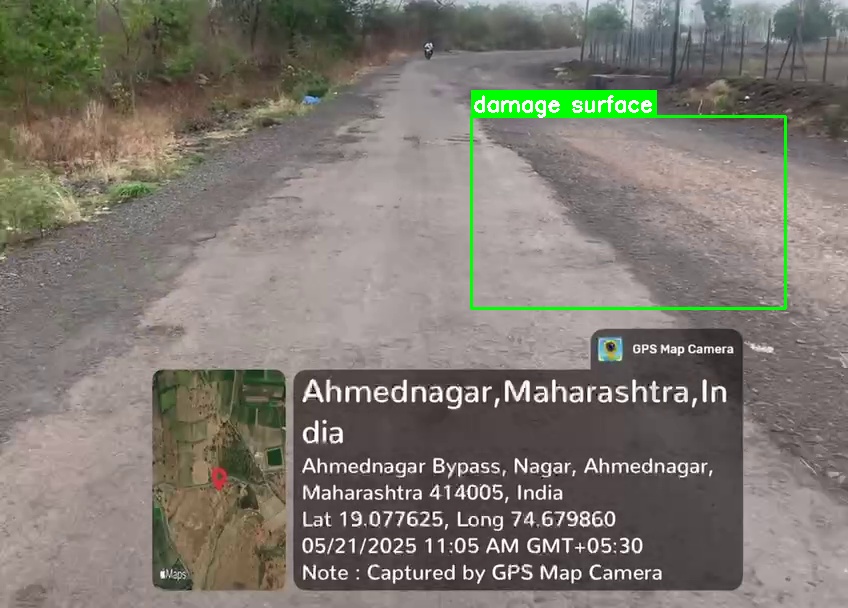 damage surface
GPS Map Camera
Ahmednagar,Maharashtra,In
dia
Ahmednagar Bypass, Nagar, Ahmednagar,
Maharashtra 414005, India
Lat 19.077625, Long 74.679860
05/21/2025 11:05 AM GMT+05:30
Note : Captured by GPS Map Camera
Maps